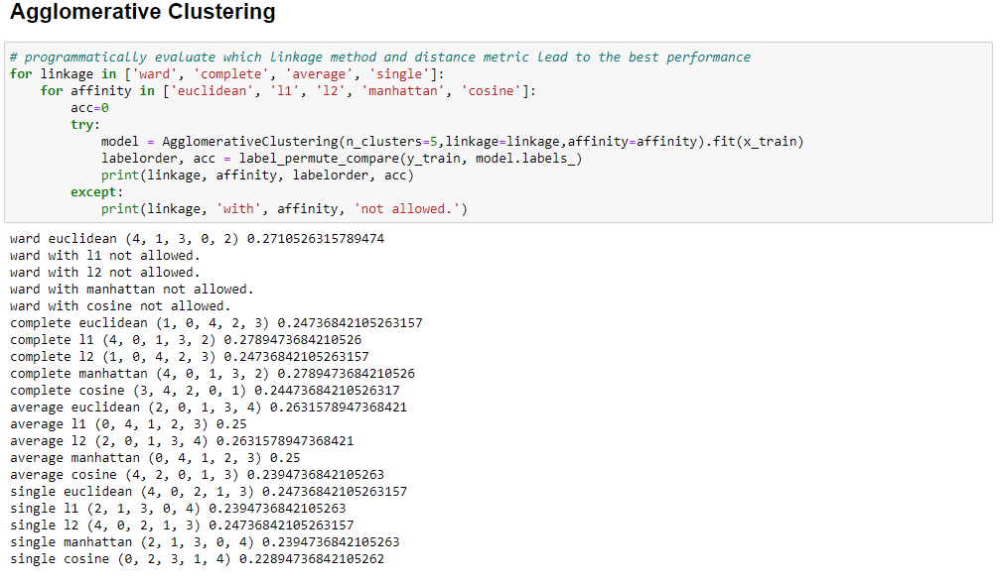 Agglomerative Clustering
# programmatically evaluate which linkage method and distance metric lead to the best performance
for linkage in ['ward', 'complete', 'average', 'single']:
    for affinity in ['euclidean', 'l1', 'l2', 'manhattan', 'cosine']:
        acc=0
        try:
            model = AgglomerativeClustering(n_clusters=5,linkage=linkage,affinity=affinity).fit(x_train)
            labelorder, acc = label_permute_compare(y_train, model.labels_)
            print(linkage, affinity, labelorder, acc)
        except:
            print(linkage, 'with', affinity, 'not allowed.')
ward euclidean (4, 1, 3, 0, 2) 0.2710526315789474
ward with l1 not allowed.
ward with l2 not allowed.
ward with manhattan not allowed.
ward with cosine not allowed.
complete euclidean (1, 0, 4, 2, 3) 0.24736842105263157
complete l1 (4, 0, 1, 3, 2) 0.2789473684210526
complete l2 (1, 0, 4, 2, 3) 0.24736842105263157
complete manhattan (4, 0, 1, 3, 2) 0.2789473684210526
complete cosine (3, 4, 2, 0, 1) 0.24473684210526317
average euclidean (2, 0, 1, 3, 4) 0.2631578947368421
average l1 (0, 4, 1, 2, 3) 0.25
average l2 (2, 0, 1, 3, 4) 0.2631578947368421
average manhattan (0, 4, 1, 2, 3) 0.25
average cosine (4, 2, 0, 1, 3) 0.2394736842105263
single euclidean (4, 0, 2, 1, 3) 0.24736842105263157
single l1 (2, 1, 3, 0, 4) 0.2394736842105263
single l2 (4, 0, 2, 1, 3) 0.24736842105263157
single manhattan (2, 1, 3, 0, 4) 0.2394736842105263
single cosine (0, 2, 3, 1, 4) 0.22894736842105262